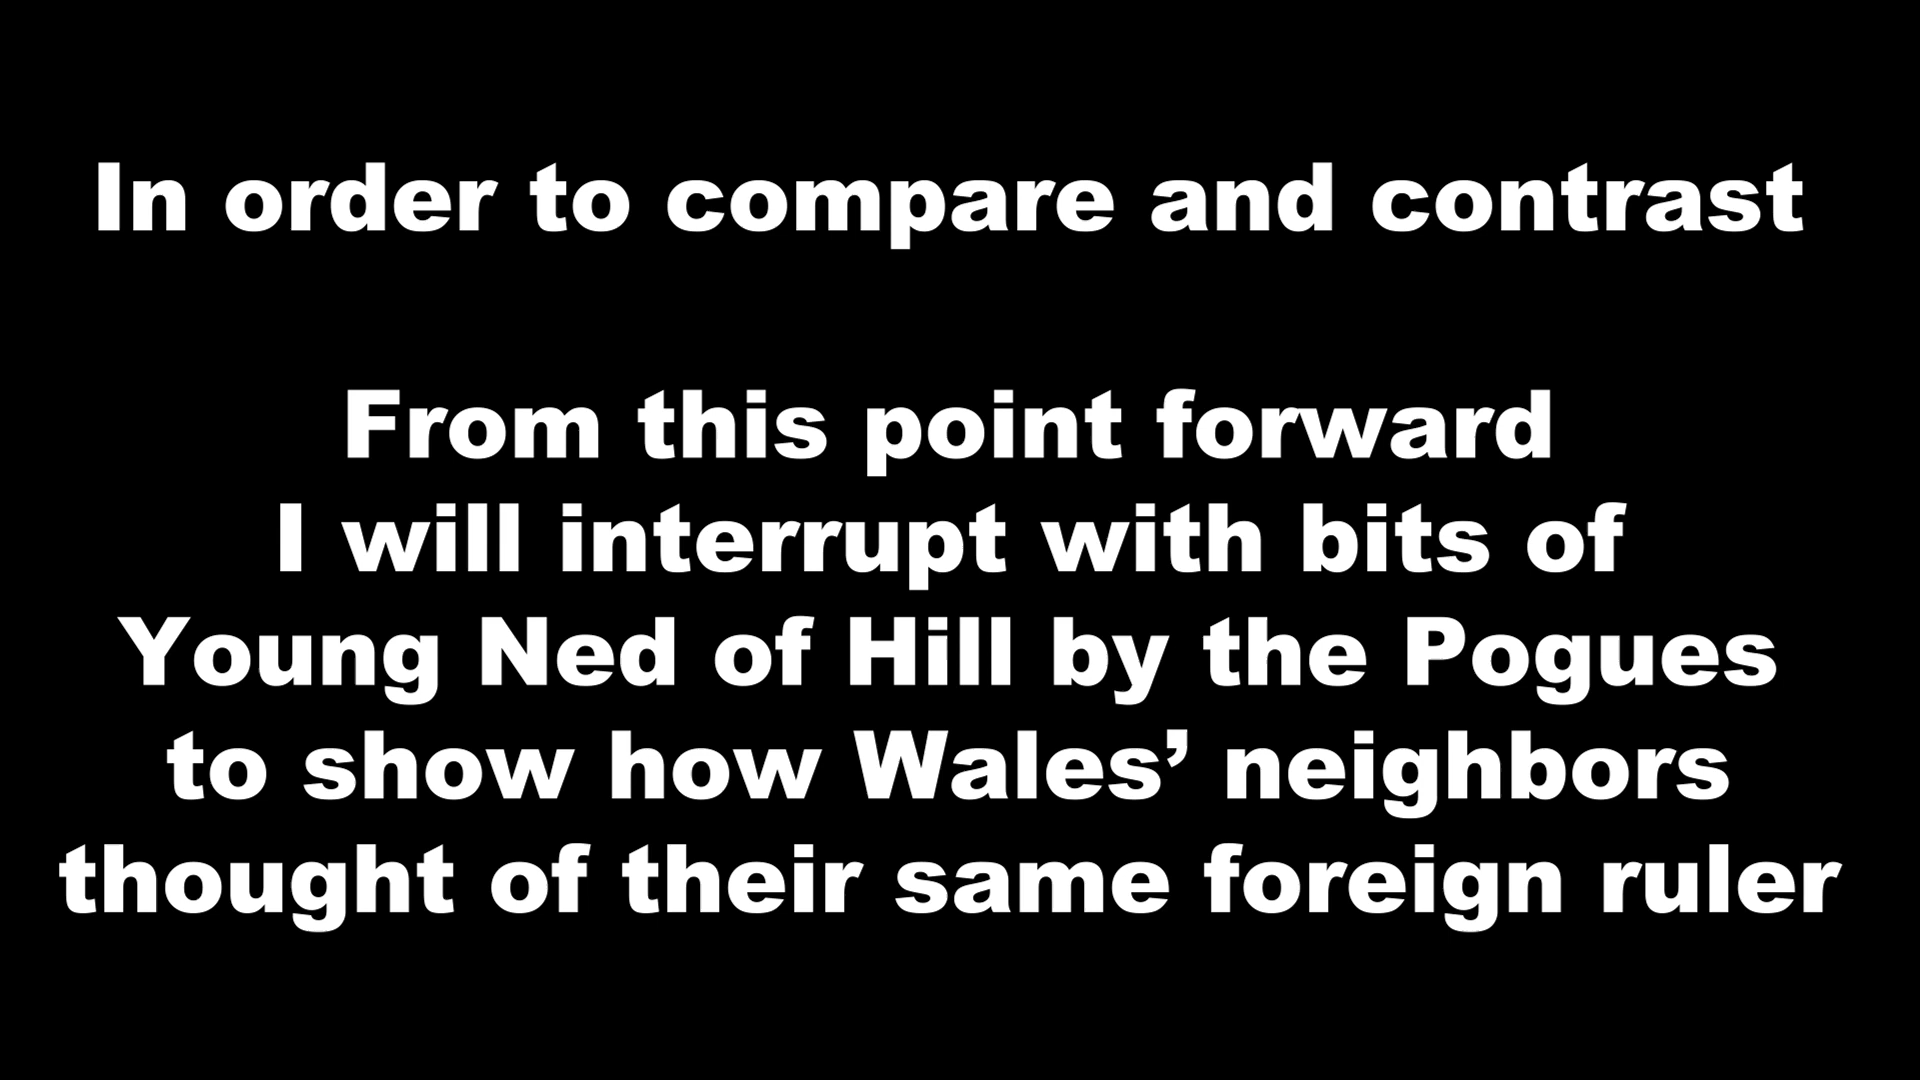 In order to compare and contrast
From this point forward
I will interrupt with bits of
Young Ned of Hill by the Pogues
to show how Wales’ neighbors
thought of their same foreign ruler